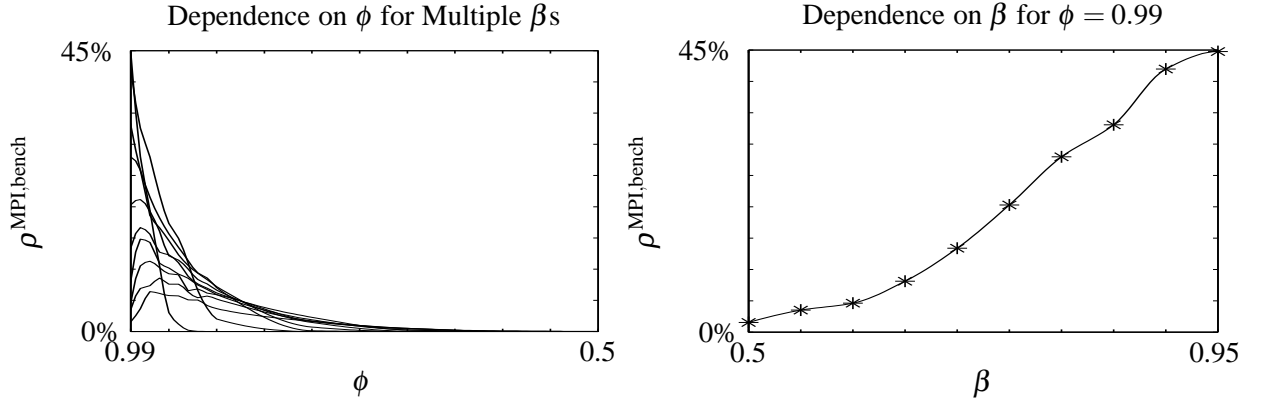 Dependence on ϕ for Multiple βs
45%
0%
0.99
0.5
ϕ
ρ^MPI,bench
Dependence on β for ϕ = 0.99
45%
0%
0.5
0.95
β
ρ^MPI,bench